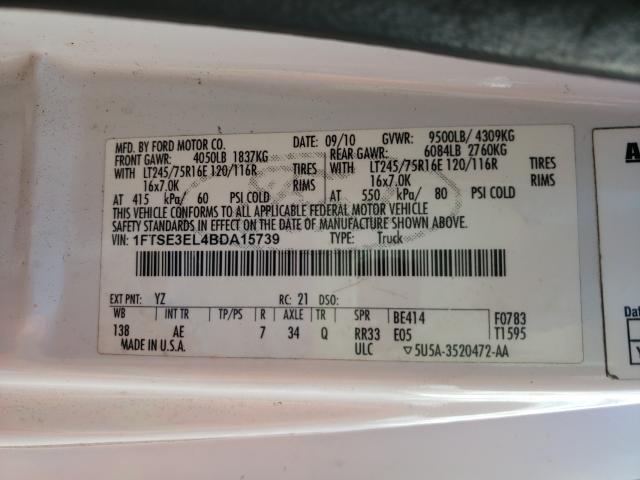 MFD. BY FORD MOTOR CO. DATE: 09/10 GVWR: 9500LB/ 4309KG
FRONT GAWR: 4050LB 1837KG REAR GAWR: 6084LB 2760KG
WITH LT245/75R16E 120/116R TIRES WITH LT245/75R16E 120/116R TIRES
16x7.0K RIMS 16x7.0K RIMS
AT 415 kPa/ 60 PSI COLD AT 550 kPa/ 80 PSI COLD
THIS VEHICLE CONFORMS TO ALL APPLICABLE FEDERAL MOTOR VEHICLE
SAFETY STANDARDS IN EFFECT ON THE DATE OF MANUFACTURE SHOWN ABOVE.
VIN: 1FTSE3EL4BDA15739 TYPE: Truck
EXT PNT: YZ RC: 21 DSO:
WB INT TR TP/PS R AXLE TR SPR BE414 F0783
138 AE 7 34 Q RR33 E05 T1595
MADE IN U.S.A. ULC ▽5U5A-3520472-AA